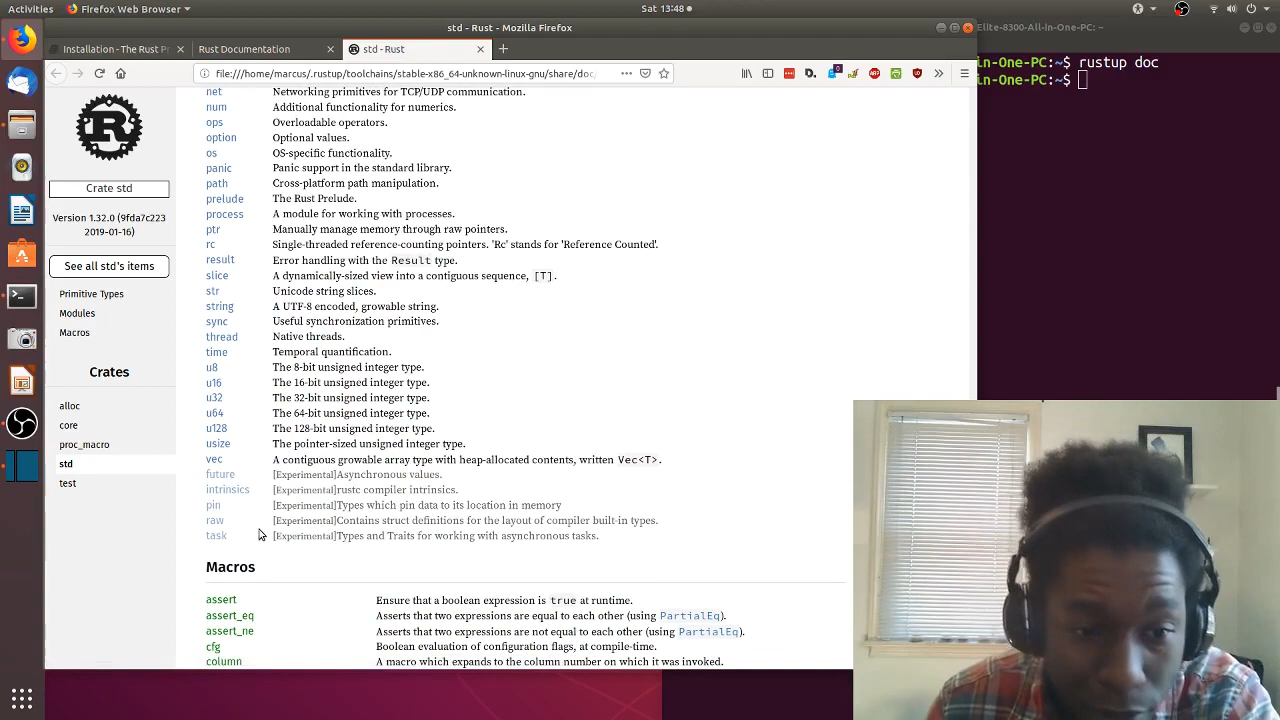 Activities Firefox Web Browser Sat 13:48
std - Rust - Mozilla Firefox
Elite-8300-All-in-One-PC: ~
Installation - The Rust P
Rust Documentation
std - Rust
file:///home/marcus/.rustup/toolchains/stable-x86_64-unknown-linux-gnu/share/doc/
in-One-PC:~$ rustup doc
in-One-PC:~$
Crate std
Version 1.32.0 (9fda7c223
2019-01-16)
See all std's items
Primitive Types
Modules
Macros
Crates
alloc
core
proc_macro
std
test
net Networking primitives for TCP/UDP communication.
num Additional functionality for numerics.
ops Overloadable operators.
option Optional values.
os OS-specific functionality.
panic Panic support in the standard library.
path Cross-platform path manipulation.
prelude The Rust Prelude.
process A module for working with processes.
ptr Manually manage memory through raw pointers.
rc Single-threaded reference-counting pointers. 'Rc' stands for 'Reference Counted'.
result Error handling with the Result type.
slice A dynamically-sized view into a contiguous sequence, [T].
str Unicode string slices.
string A UTF-8 encoded, growable string.
sync Useful synchronization primitives.
thread Native threads.
time Temporal quantification.
u8 The 8-bit unsigned integer type.
u16 The 16-bit unsigned integer type.
u32 The 32-bit unsigned integer type.
u64 The 64-bit unsigned integer type.
u128 The 128-bit unsigned integer type.
usize The pointer-sized unsigned integer type.
vec A contiguous growable array type with heap-allocated contents, written Vec<T>.
future [Experimental]Asynchronous values.
intrinsics [Experimental]rustc compiler intrinsics.
pin [Experimental]Types which pin data to its location in memory
raw [Experimental]Contains struct definitions for the layout of compiler built-in types.
task [Experimental]Types and Traits for working with asynchronous tasks.
Macros
assert Ensure that a boolean expression is true at runtime.
assert_eq Asserts that two expressions are equal to each other (using PartialEq).
assert_ne Asserts that two expressions are not equal to each other (using PartialEq).
cfg Boolean evaluation of configuration flags, at compile-time.
column A macro which expands to the column number on which it was invoked.